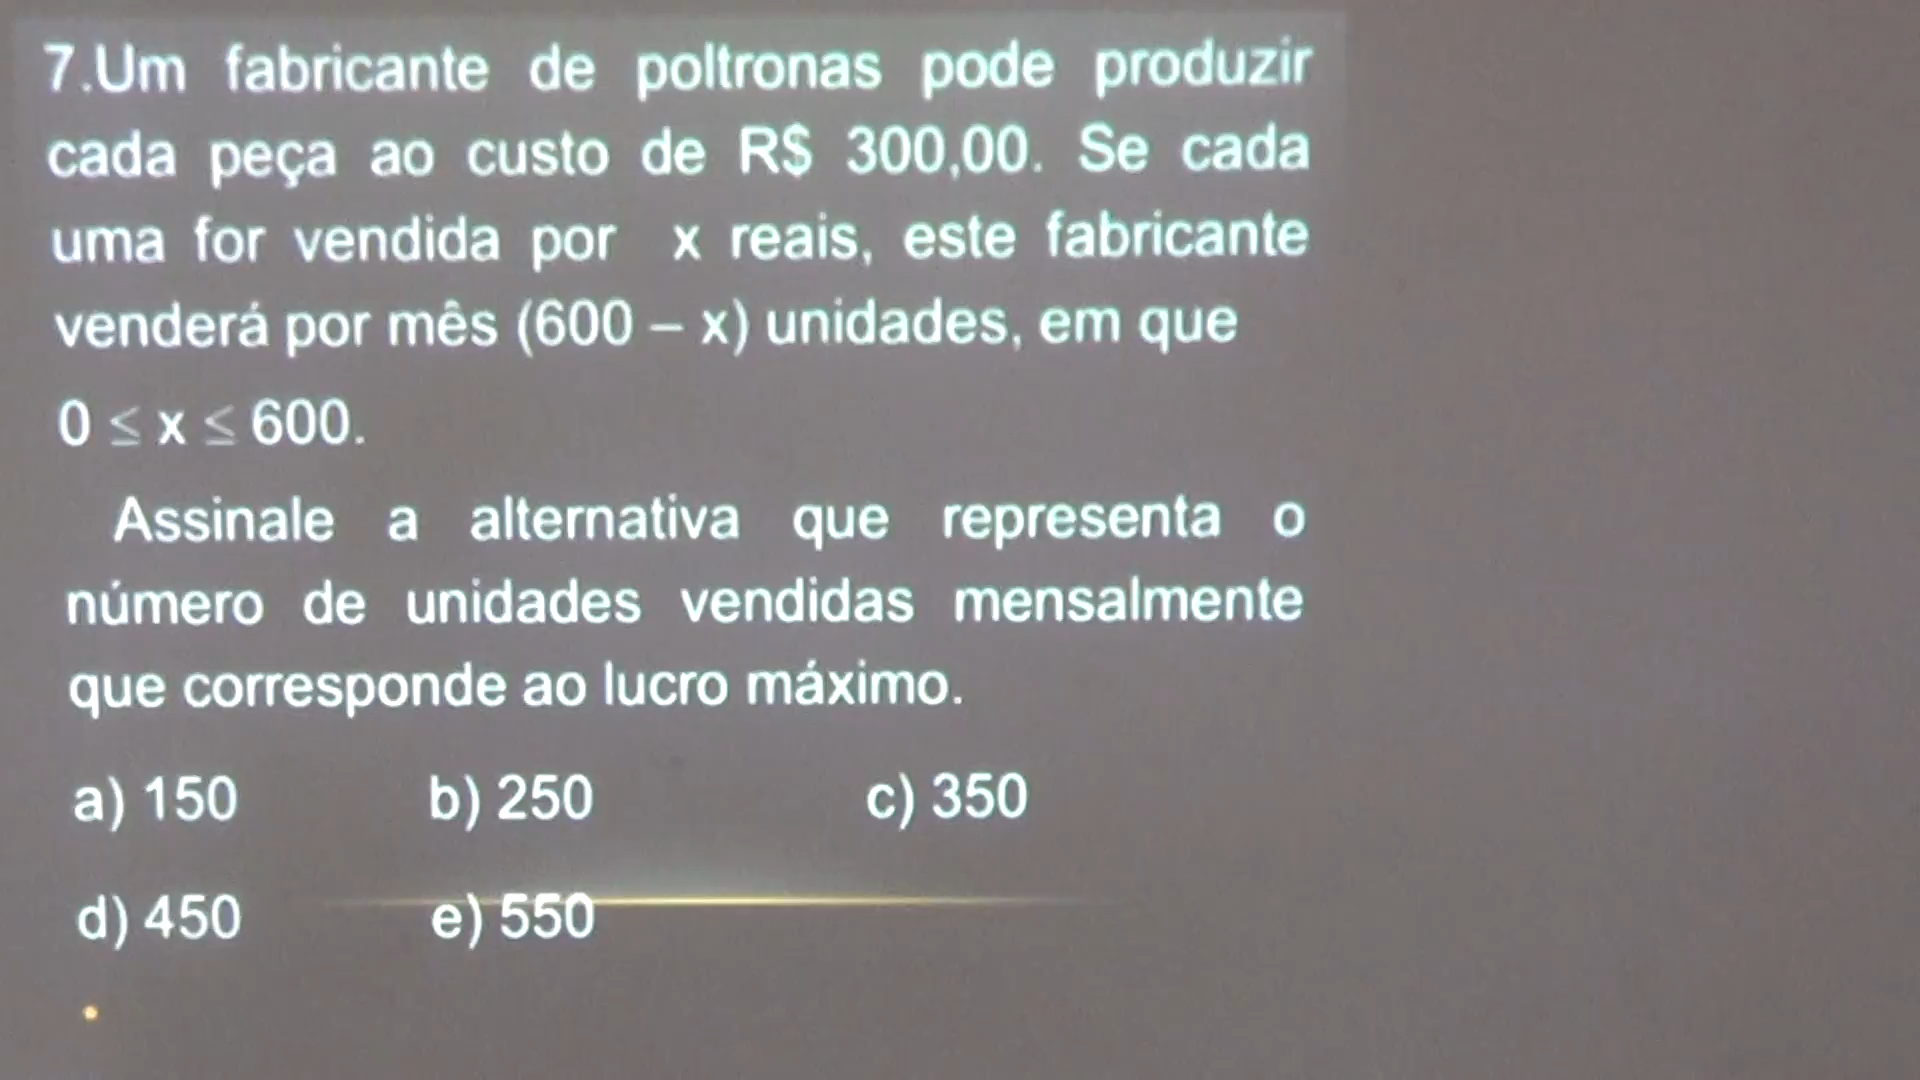 7.Um fabricante de poltronas pode produzir
cada peça ao custo de R$ 300,00. Se cada
uma for vendida por x reais, este fabricante
venderá por mês (600 – x) unidades, em que
0 ≤ x ≤ 600.
Assinale a alternativa que representa o
número de unidades vendidas mensalmente
que corresponde ao lucro máximo.
a) 150 b) 250 c) 350
d) 450 e) 550